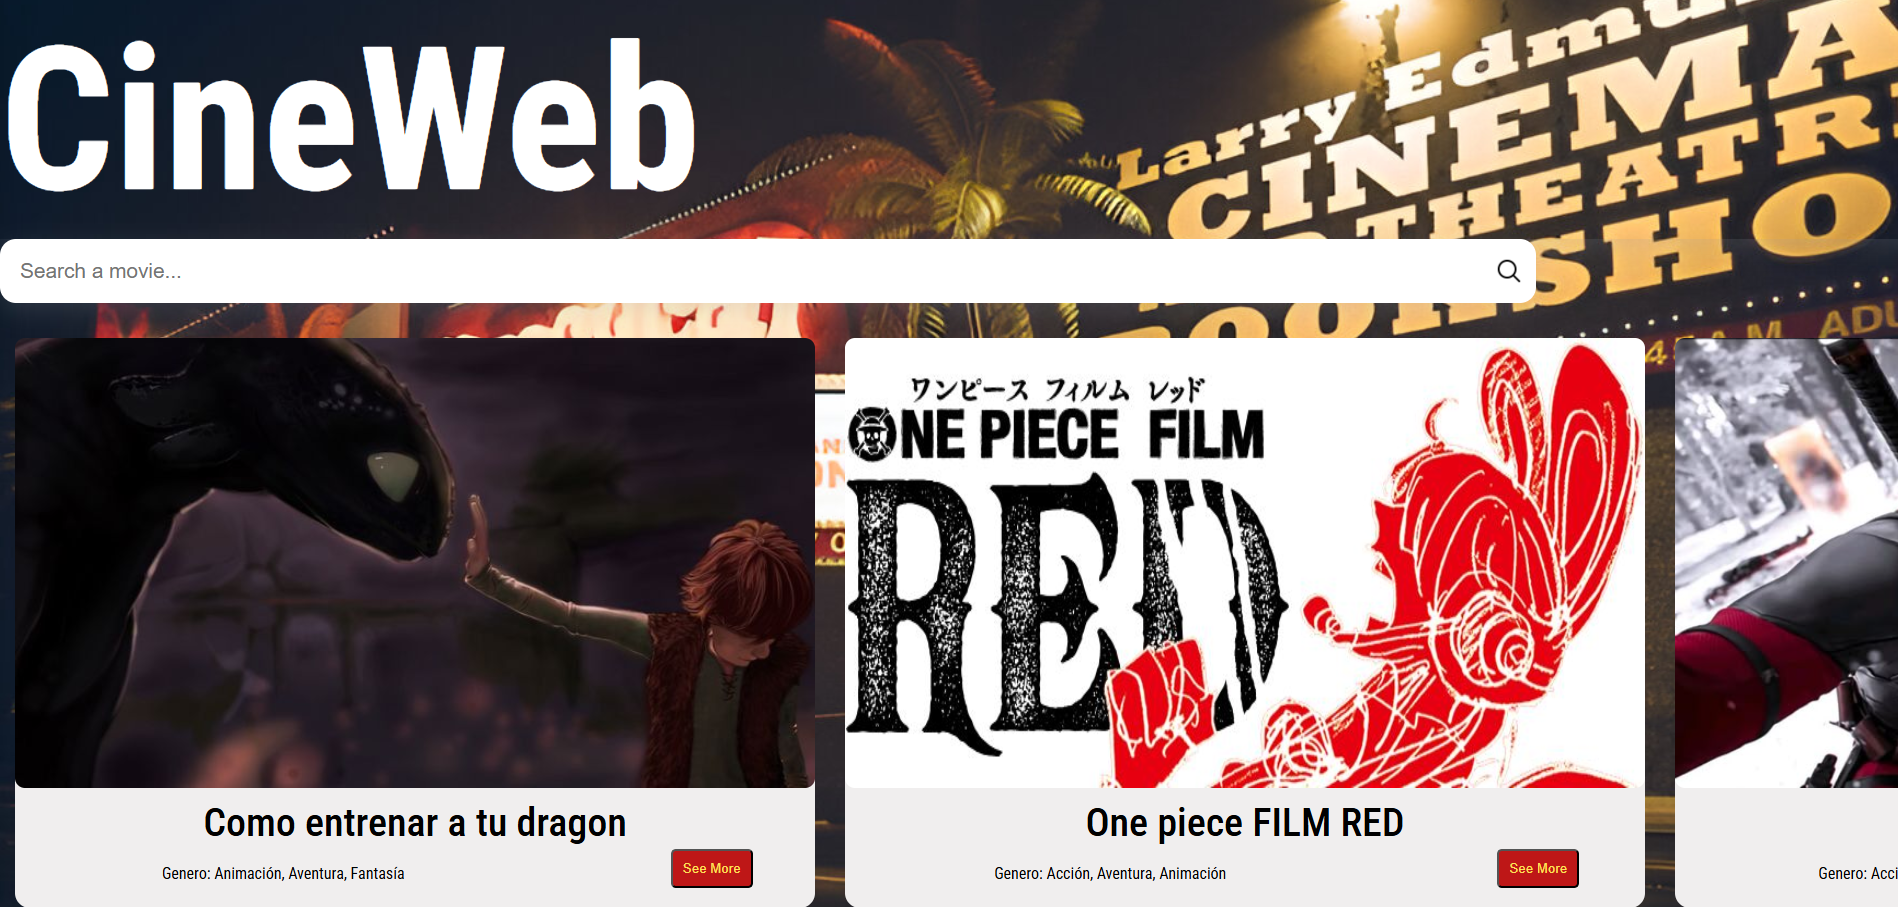 CineWeb
Larry Edmu
CINEMA
THEATR
SHO
Search a movie...
AM ADU
ワンピース フィルム レッド
ONE PIECE FILM
RED
Como entrenar a tu dragon
Genero: Animación, Aventura, Fantasía
See More
One piece FILM RED
Genero: Acción, Aventura, Animación
See More
Genero: Acci